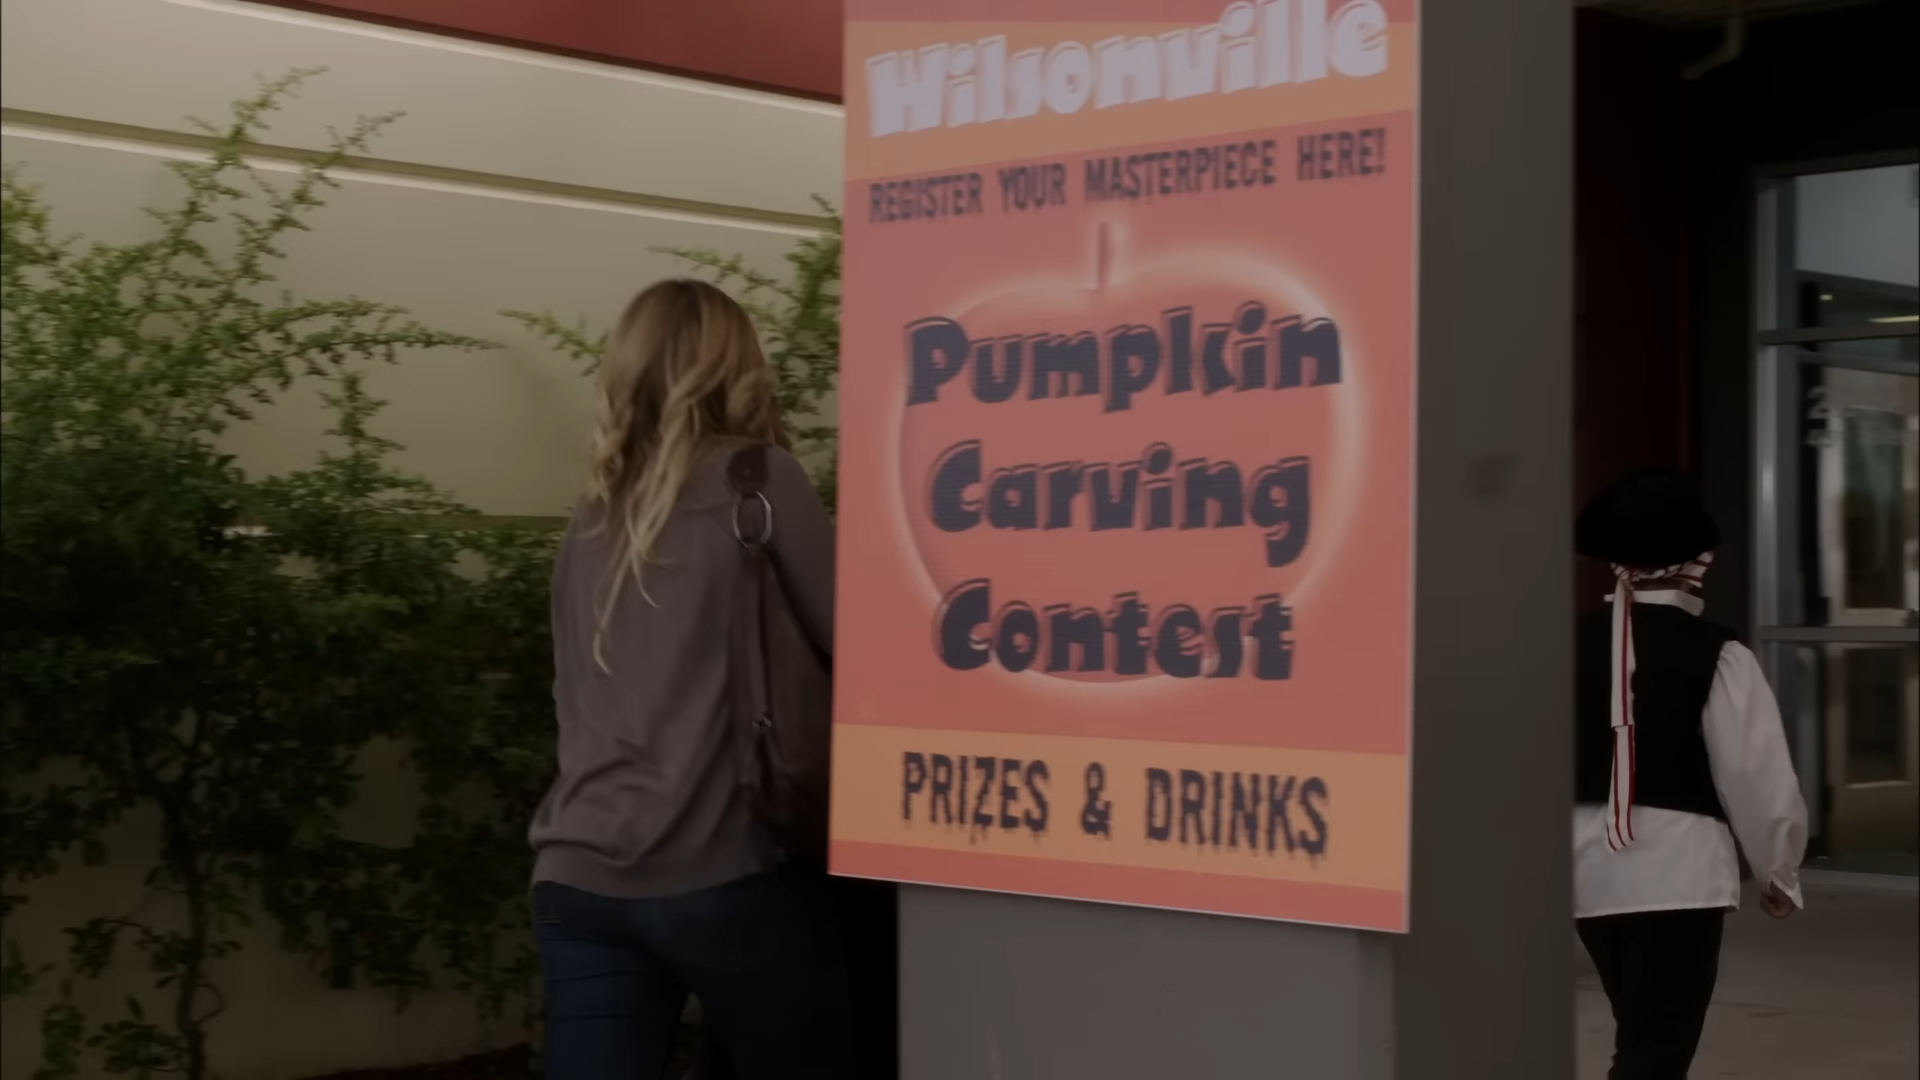 Wilsonville
REGISTER YOUR MASTERPIECE HERE!
Pumpkin
Carving
Contest
PRIZES & DRINKS